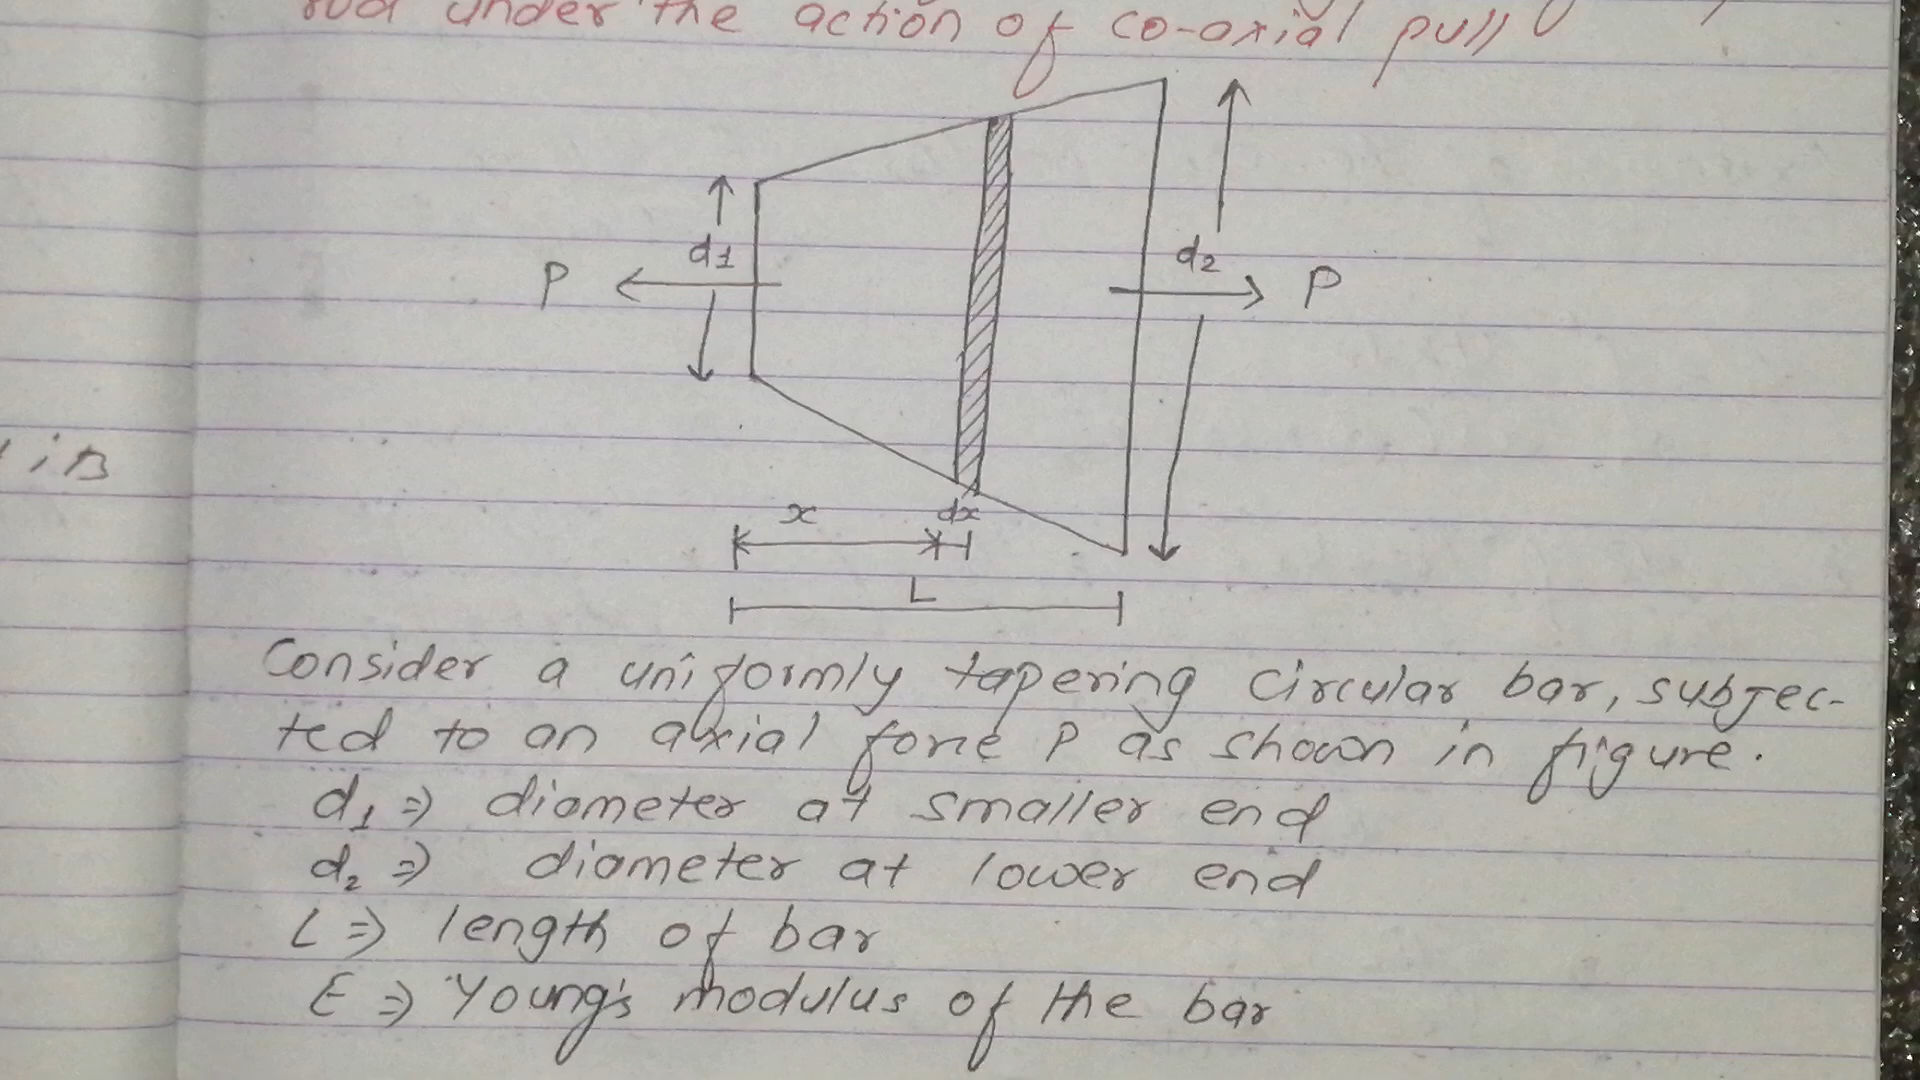 rod under the action of co-axial pull
d1
d2
P
P
x
dx
L
is
Consider a uniformly tapering circular bar, subjec-
ted to an axial force P as shown in figure.
d1 => diameter at smaller end
d2 => diameter at lower end
L => length of bar
E => Young's modulus of the bar